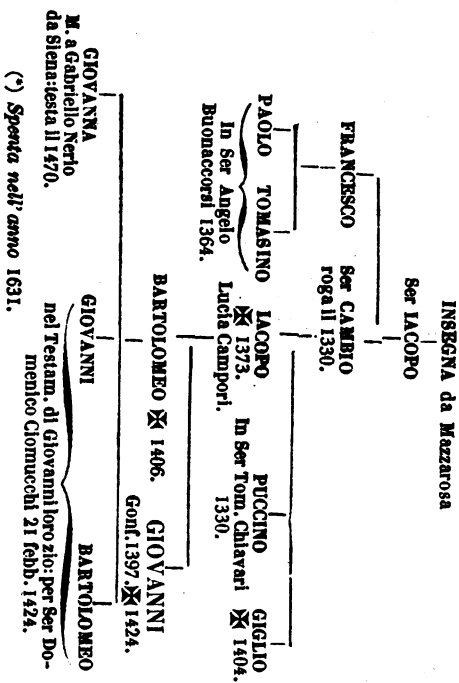 INSEGNA da Mazzarosa
Ser IACOPO
FRANCESCO
Ser CAMBIO
roga il 1330.
PAOLO TOMASINO
In Ser Angelo
Buonaccorsi 1364.
IACOPO
✠ 1373.
Lucia Campori.
PUCCINO
In Ser Tom. Chiavari
1330.
GIGLIO
✠ 1404.
BARTOLOMEO ✠ 1406.
GIOVANNI
Gonf.1397.✠1424.
GIOVANNA
M. a Gabriello Nerio
da Siena:testa il 1470.
GIOVANNI
BARTOLOMEO
nel Testam. di Giovanni loro zio: per Ser Do-
menico Ciomucchi 21 febb. 1424.
(*) Spenta nell' anno 1631.